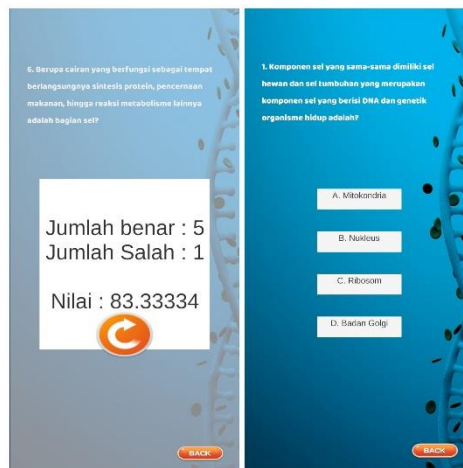 6. Berupa cairan yang berfungsi sebagai tempat
berlangsungnya sintesis protein, pencernaan
makanan, hingga reaksi metabolisme lainnya
adalah bagian sel?
Jumlah benar : 5
Jumlah Salah : 1
Nilai : 83.33334
BACK
1. Komponen sel yang sama-sama dimiliki sel
hewan dan sel tumbuhan yang merupakan
komponen sel yang berisi DNA dan genetik
organisme hidup adalah?
A. Mitokondria
B. Nukleus
C. Ribosom
D. Badan Golgi
BACK